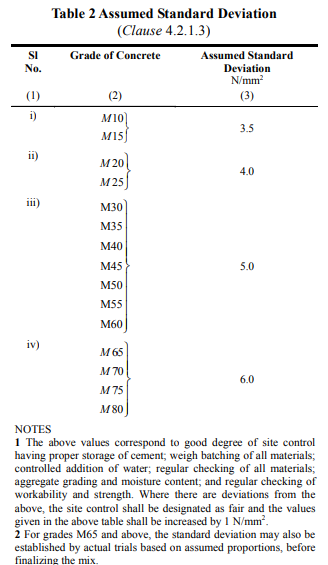 Table 2 Assumed Standard Deviation
(Clause 4.2.1.3)
Sl No. Grade of Concrete Assumed Standard Deviation N/mm²
(1) (2) (3)
i) M10 M15 3.5
ii) M20 M25 4.0
iii) M30 M35 M40 M45 M50 M55 M60 5.0
iv) M65 M70 M75 M80 6.0
NOTES
1 The above values correspond to good degree of site control
having proper storage of cement; weigh batching of all materials;
controlled addition of water; regular checking of all materials;
aggregate grading and moisture content; and regular checking of
workability and strength. Where there are deviations from the
above, the site control shall be designated as fair and the values
given in the above table shall be increased by 1 N/mm².
2 For grades M65 and above, the standard deviation may also be
established by actual trials based on assumed proportions, before
finalizing the mix.